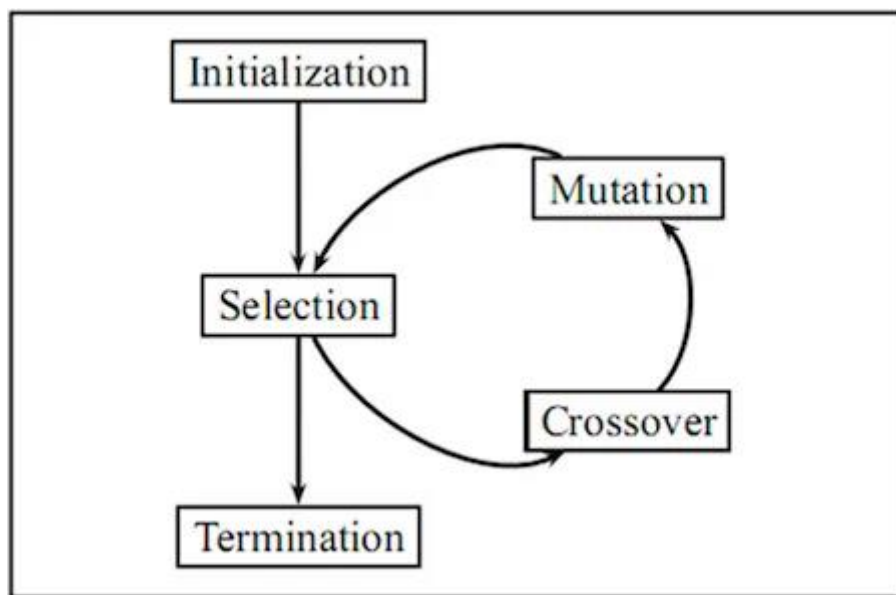 Initialization
Mutation
Selection
Crossover
Termination